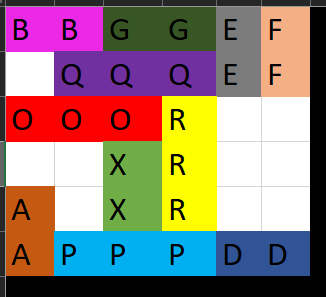 B B G G E F
Q Q Q E F
O O O R
X R
A X R
A P P P D D